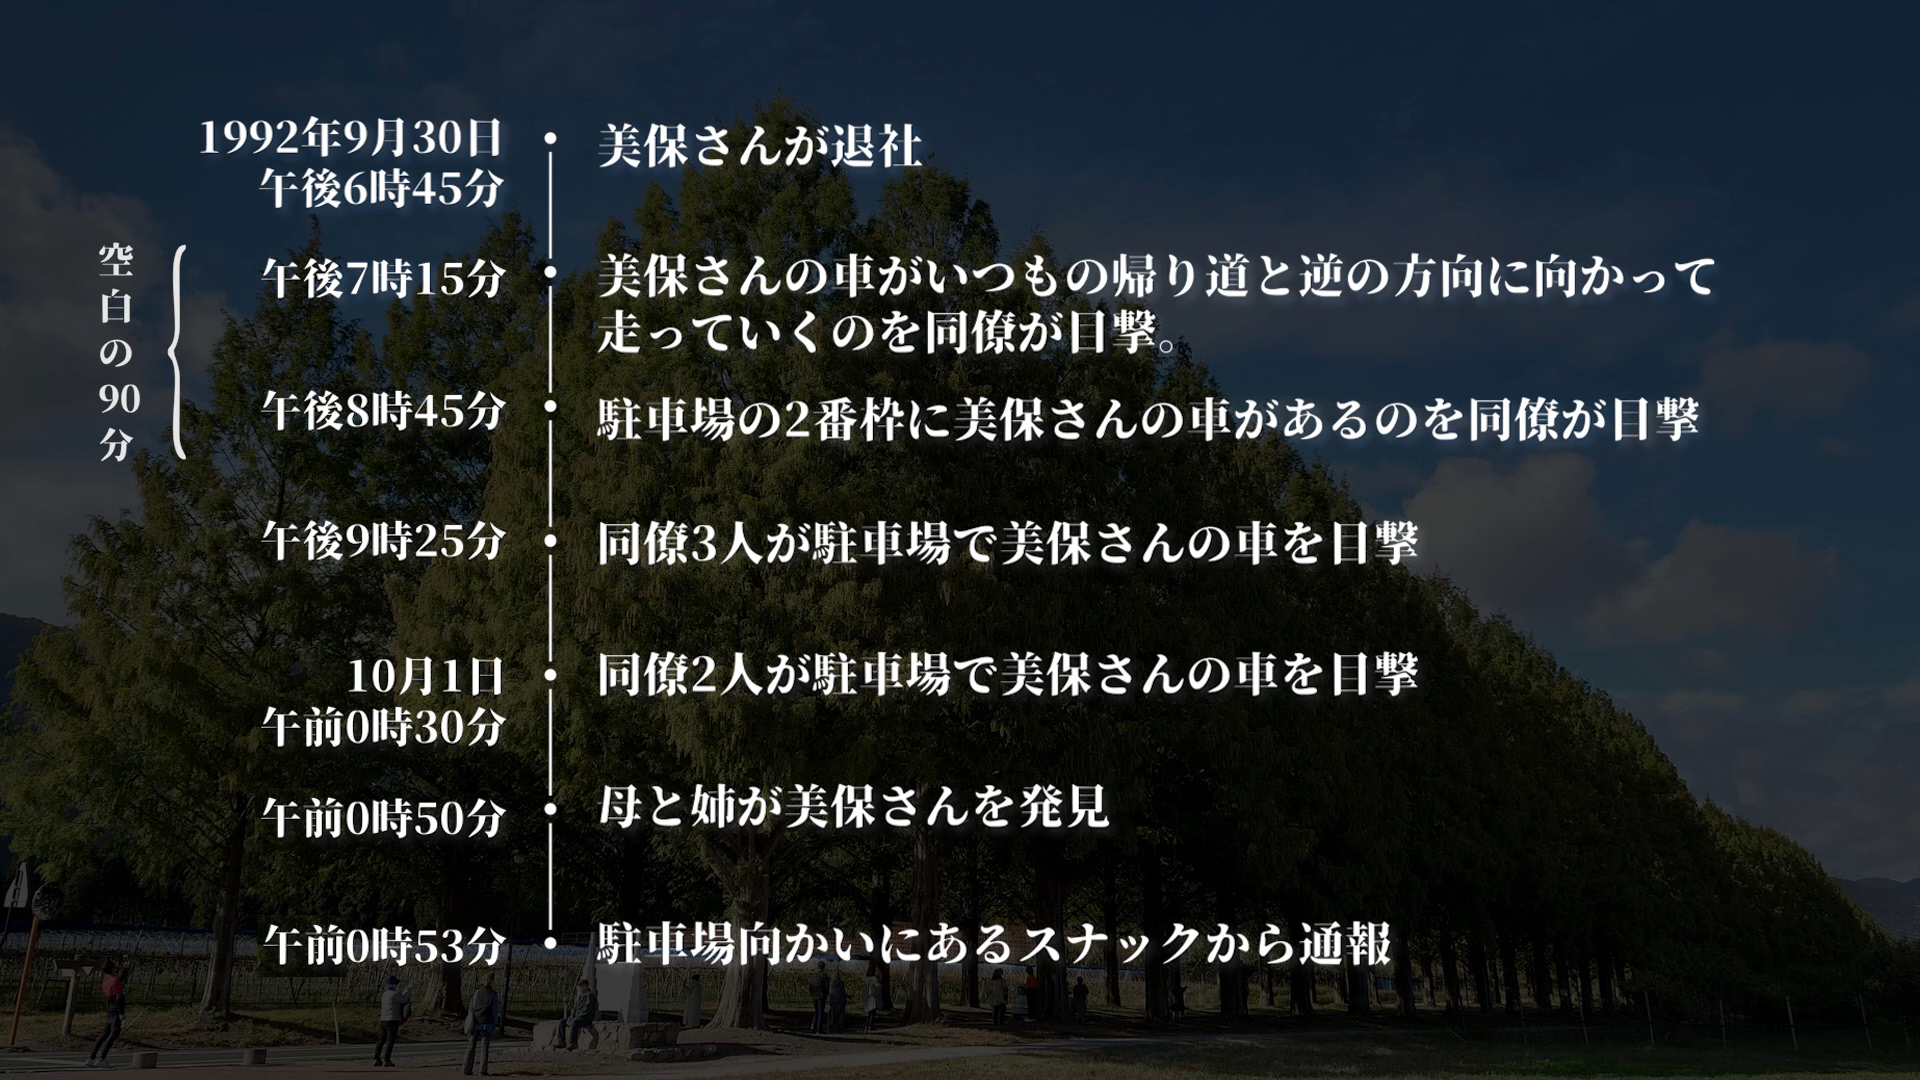 1992年9月30日
午後6時45分
美保さんが退社
空白の90分
午後7時15分
美保さんの車がいつもの帰り道と逆の方向に向かって
走っていくのを同僚が目撃。
午後8時45分
駐車場の2番枠に美保さんの車があるのを同僚が目撃
午後9時25分
同僚3人が駐車場で美保さんの車を目撃
10月1日
午前0時30分
同僚2人が駐車場で美保さんの車を目撃
午前0時50分
母と姉が美保さんを発見
午前0時53分
駐車場向かいにあるスナックから通報